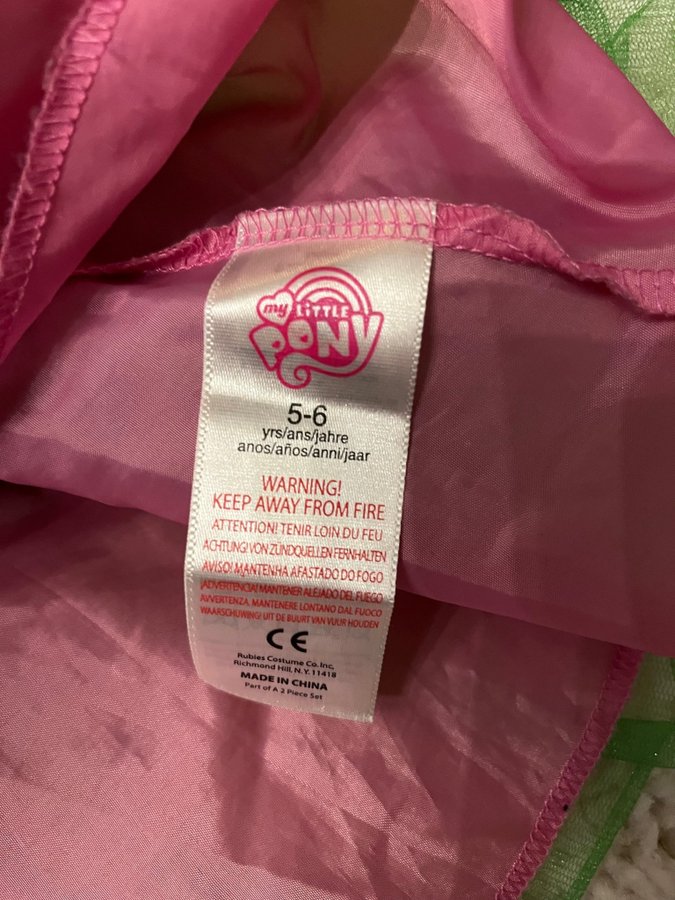 my LiTTLE
PONY
5-6
yrs/ans/jahre
anos/años/anni/jaar
WARNING!
KEEP AWAY FROM FIRE
ATTENTION! TENIR LOIN DU FEU
ACHTUNG! VON ZÜNDQUELLEN FERNHALTEN
AVISO! MANTENHA AFASTADO DO FOGO
¡ADVERTENCIA! MANTENER ALEJADO DEL FUEGO
AVVERTENZA, MANTENERE LONTANO DAL FUOCO
WAARSCHUWING! UIT DE BUURT VAN VUUR HOUDEN
CE
Rubies Costume Co. Inc,
Richmond Hill, N.Y. 11418
MADE IN CHINA
Part of A 2 Piece Set